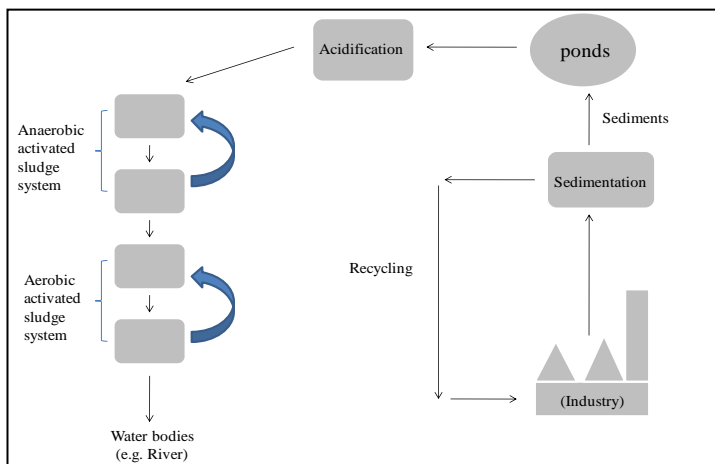 Acidification
ponds
Sediments
Anaerobic
activated
sludge
system
Sedimentation
Recycling
Aerobic
activated
sludge
system
(Industry)
Water bodies
(e.g. River)